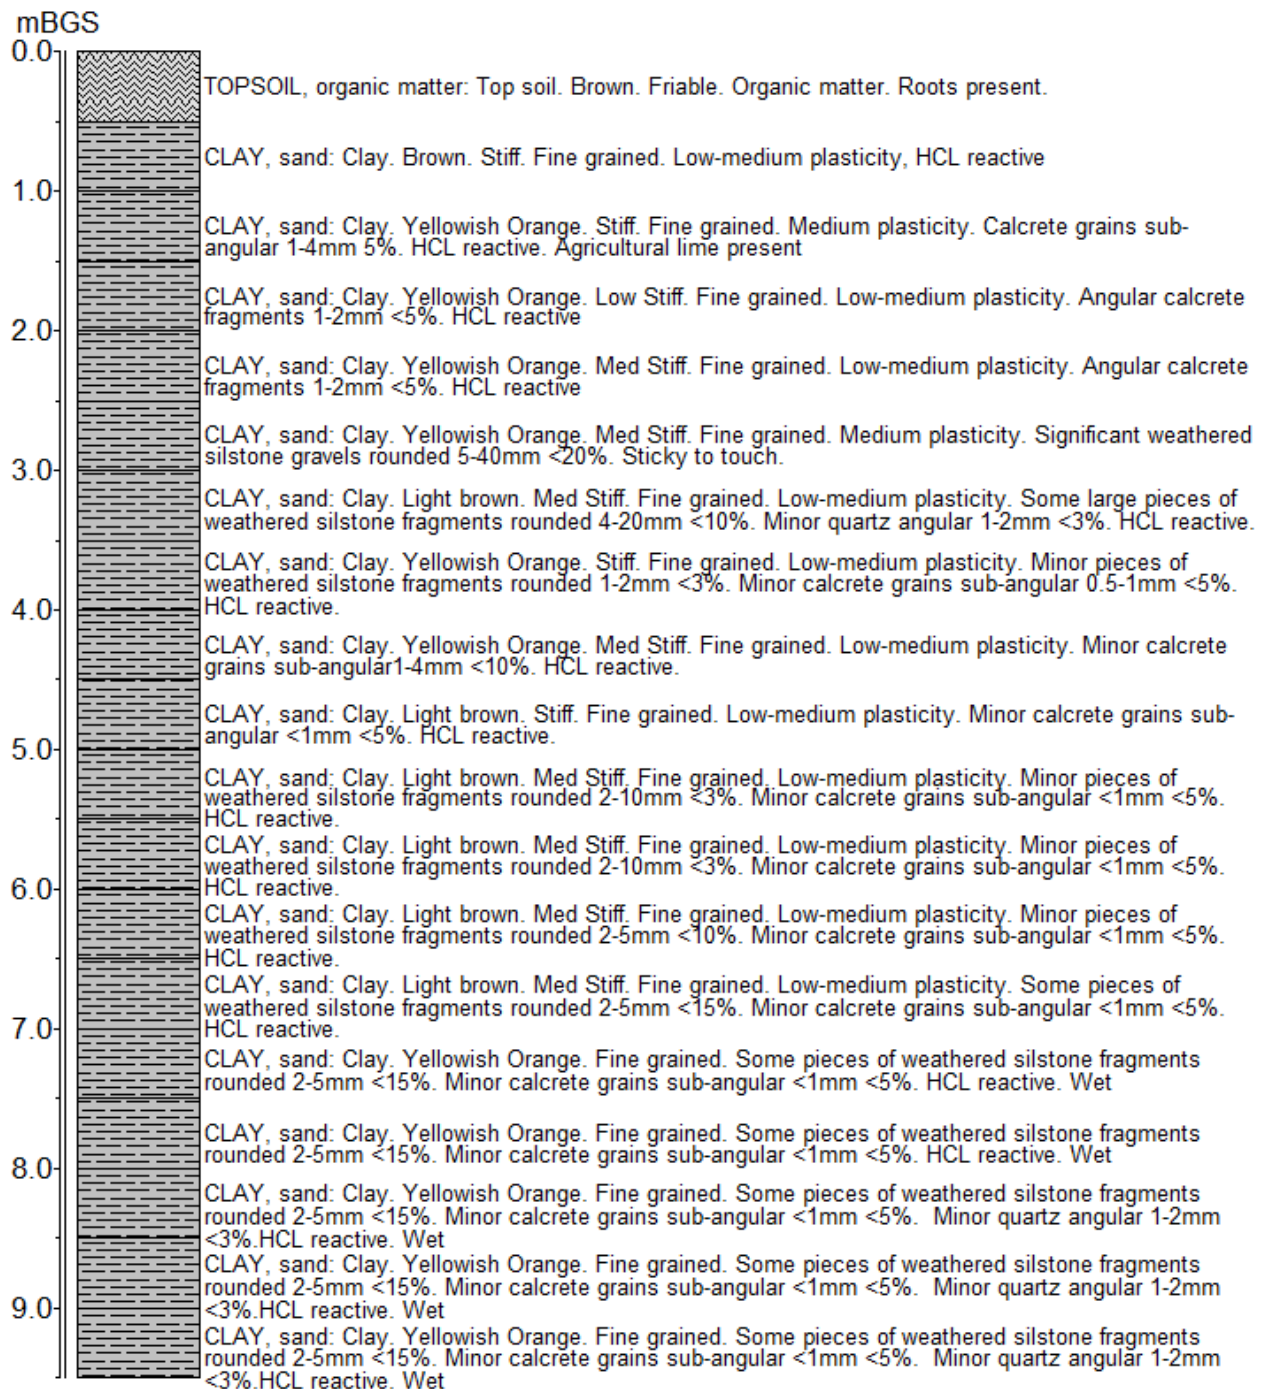 mBGS
0.0
TOPSOIL, organic matter: Top soil. Brown. Friable. Organic matter. Roots present.
CLAY, sand: Clay. Brown. Stiff. Fine grained. Low-medium plasticity, HCL reactive
1.0
CLAY, sand: Clay. Yellowish Orange. Stiff. Fine grained. Medium plasticity. Calcrete grains sub-
angular 1-4mm 5%. HCL reactive. Agricultural lime present
CLAY, sand: Clay. Yellowish Orange. Low Stiff. Fine grained. Low-medium plasticity. Angular calcrete
fragments 1-2mm <5%. HCL reactive
2.0
CLAY, sand: Clay. Yellowish Orange. Med Stiff. Fine grained. Low-medium plasticity. Angular calcrete
fragments 1-2mm <5%. HCL reactive
CLAY, sand: Clay. Yellowish Orange. Med Stiff. Fine grained. Medium plasticity. Significant weathered
silstone gravels rounded 5-40mm <20%. Sticky to touch.
3.0
CLAY, sand: Clay. Light brown. Med Stiff. Fine grained. Low-medium plasticity. Some large pieces of
weathered silstone fragments rounded 4-20mm <10%. Minor quartz angular 1-2mm <3%. HCL reactive.
CLAY, sand: Clay. Yellowish Orange. Stiff. Fine grained. Low-medium plasticity. Minor pieces of
weathered silstone fragments rounded 1-2mm <3%. Minor calcrete grains sub-angular 0.5-1mm <5%.
HCL reactive.
4.0
CLAY, sand: Clay. Yellowish Orange. Med Stiff. Fine grained. Low-medium plasticity. Minor calcrete
grains sub-angular1-4mm <10%. HCL reactive.
CLAY, sand: Clay. Light brown. Stiff. Fine grained. Low-medium plasticity. Minor calcrete grains sub-
angular <1mm <5%. HCL reactive.
5.0
CLAY, sand: Clay. Light brown. Med Stiff. Fine grained. Low-medium plasticity. Minor pieces of
weathered silstone fragments rounded 2-10mm <3%. Minor calcrete grains sub-angular <1mm <5%.
HCL reactive.
CLAY, sand: Clay. Light brown. Med Stiff. Fine grained. Low-medium plasticity. Minor pieces of
weathered silstone fragments rounded 2-10mm <3%. Minor calcrete grains sub-angular <1mm <5%.
HCL reactive.
6.0
CLAY, sand: Clay. Light brown. Med Stiff. Fine grained. Low-medium plasticity. Minor pieces of
weathered silstone fragments rounded 2-5mm <10%. Minor calcrete grains sub-angular <1mm <5%.
HCL reactive.
CLAY, sand: Clay. Light brown. Med Stiff. Fine grained. Low-medium plasticity. Some pieces of
weathered silstone fragments rounded 2-5mm <15%. Minor calcrete grains sub-angular <1mm <5%.
HCL reactive.
7.0
CLAY, sand: Clay. Yellowish Orange. Fine grained. Some pieces of weathered silstone fragments
rounded 2-5mm <15%. Minor calcrete grains sub-angular <1mm <5%. HCL reactive. Wet
CLAY, sand: Clay. Yellowish Orange. Fine grained. Some pieces of weathered silstone fragments
rounded 2-5mm <15%. Minor calcrete grains sub-angular <1mm <5%. HCL reactive. Wet
8.0
CLAY, sand: Clay. Yellowish Orange. Fine grained. Some pieces of weathered silstone fragments
rounded 2-5mm <15%. Minor calcrete grains sub-angular <1mm <5%.  Minor quartz angular 1-2mm
<3%.HCL reactive. Wet
CLAY, sand: Clay. Yellowish Orange. Fine grained. Some pieces of weathered silstone fragments
rounded 2-5mm <15%. Minor calcrete grains sub-angular <1mm <5%.  Minor quartz angular 1-2mm
<3%.HCL reactive. Wet
9.0
CLAY, sand: Clay. Yellowish Orange. Fine grained. Some pieces of weathered silstone fragments
rounded 2-5mm <15%. Minor calcrete grains sub-angular <1mm <5%.  Minor quartz angular 1-2mm
<3%.HCL reactive. Wet